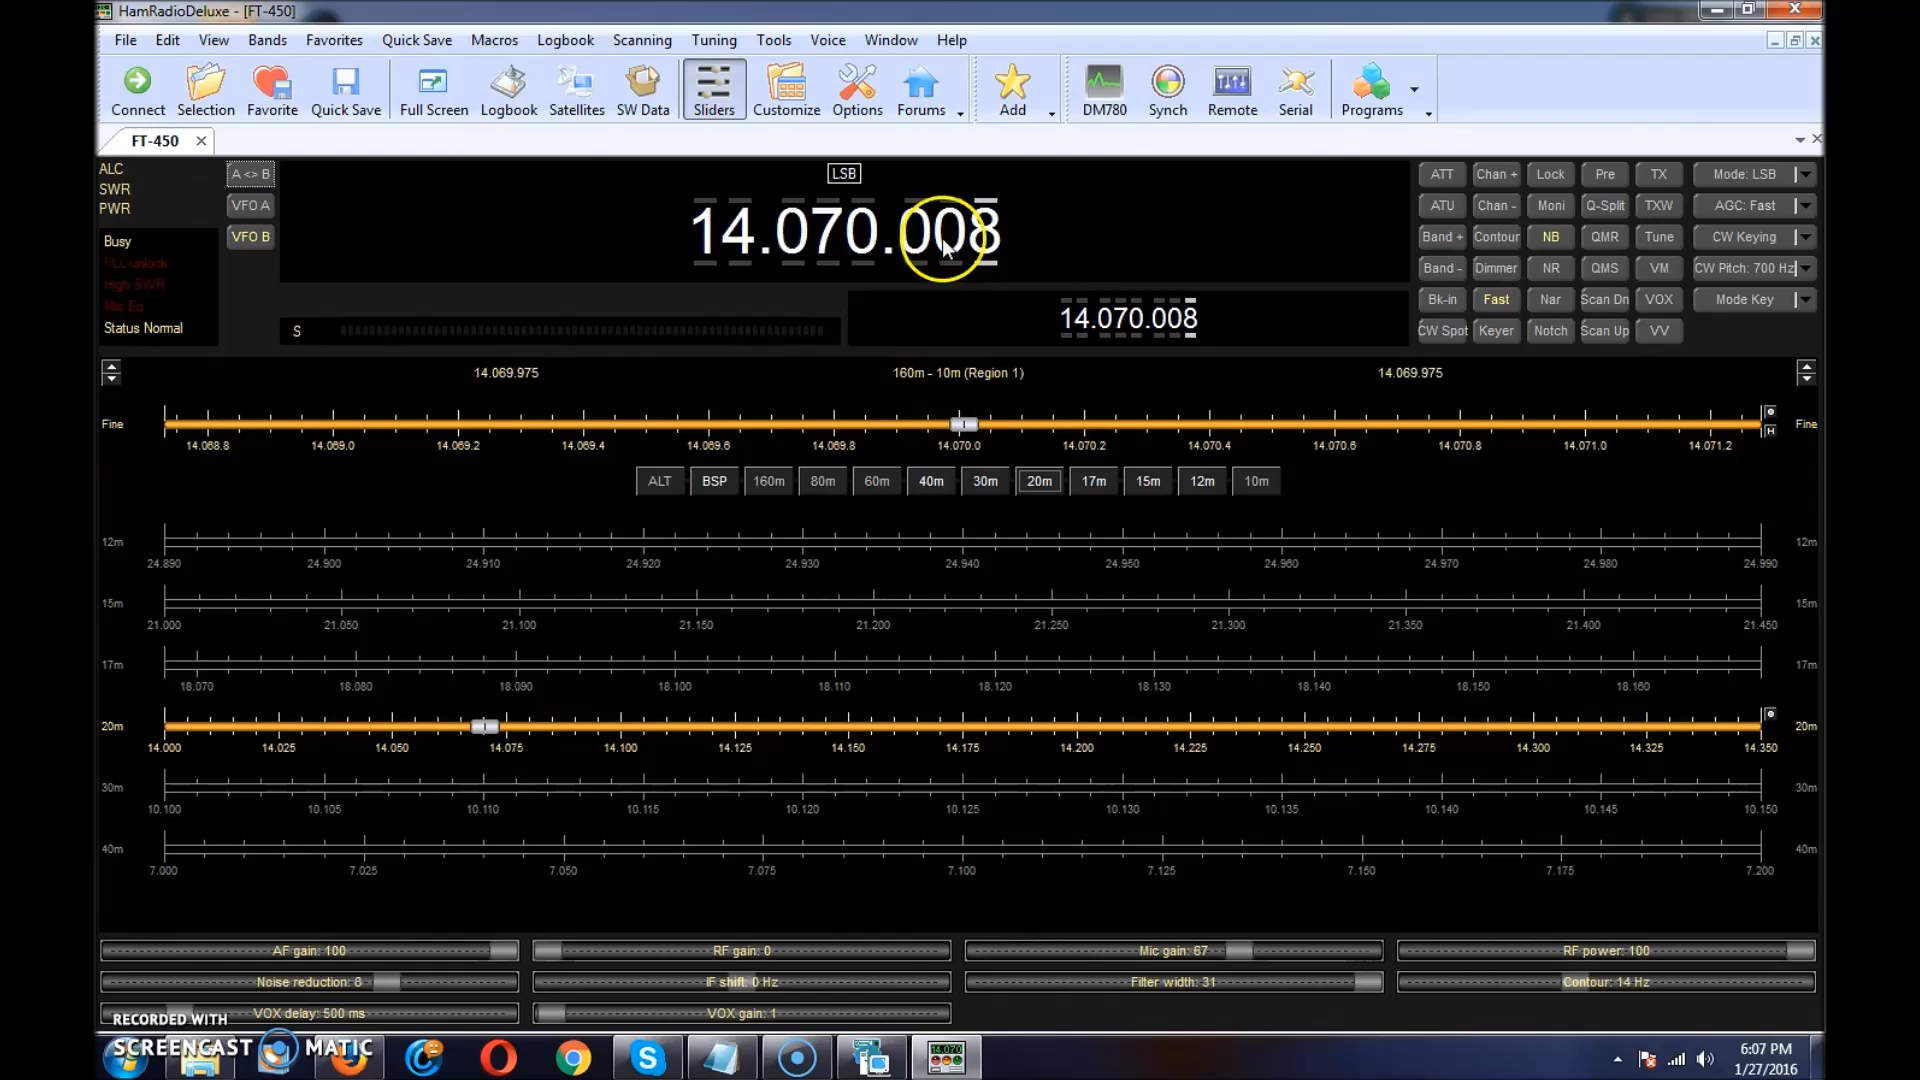 HamRadioDeluxe - [FT-450]
File Edit View Bands Favorites Quick Save Macros Logbook Scanning Tuning Tools Voice Window Help
Connect Selection Favorite Quick Save Full Screen Logbook Satellites SW Data Sliders Customize Options Forums Add DM780 Synch Remote Serial Programs
FT-450
ALC
SWR
PWR
A <> B
VFO A
VFO B
Busy
PLL unlock
High SWR
Mic Eq
Status Normal
LSB
14.070.008
S
14.070.008
ATT Chan + Lock Pre TX Mode: LSB
ATU Chan - Moni Q-Split TXW AGC: Fast
Band + Contour NB QMR Tune CW Keying
Band - Dimmer NR QMS VM CW Pitch: 700 Hz
Bk-in Fast Nar Scan Dn VOX Mode Key
CW Spot Keyer Notch Scan Up VV
14.069.975 160m - 10m (Region 1) 14.069.975
Fine Fine
H
14.068.8 14.069.0 14.069.2 14.069.4 14.069.6 14.069.8 14.070.0 14.070.2 14.070.4 14.070.6 14.070.8 14.071.0 14.071.2
ALT BSP 160m 80m 60m 40m 30m 20m 17m 15m 12m 10m
12m 12m
24.890 24.900 24.910 24.920 24.930 24.940 24.950 24.960 24.970 24.980 24.990
15m 15m
21.000 21.050 21.100 21.150 21.200 21.250 21.300 21.350 21.400 21.450
17m 17m
18.070 18.080 18.090 18.100 18.110 18.120 18.130 18.140 18.150 18.160
20m 20m
14.000 14.025 14.050 14.075 14.100 14.125 14.150 14.175 14.200 14.225 14.250 14.275 14.300 14.325 14.350
30m 30m
10.100 10.105 10.110 10.115 10.120 10.125 10.130 10.135 10.140 10.145 10.150
40m 40m
7.000 7.025 7.050 7.075 7.100 7.125 7.150 7.175 7.200
AF gain: 100 RF gain: 0 Mic gain: 67 RF power: 100
Noise reduction: 8 IF shift: 0 Hz Filter width: 31 Contour: 14 Hz
VOX delay: 500 ms VOX gain: 1
RECORDED WITH
SCREENCAST MATIC
S
14.070
6:07 PM
1/27/2016